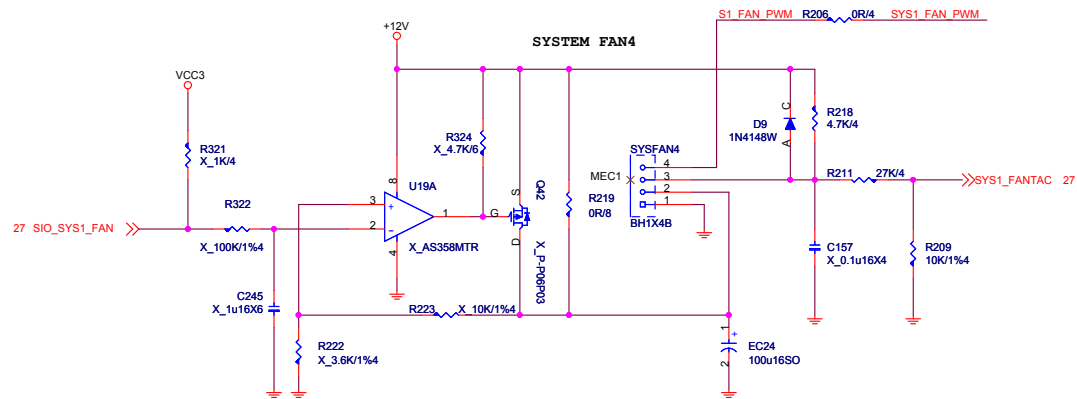 S1_FAN_PWM R206 0R/4 SYS1_FAN_PWM
+12V
SYSTEM FAN4
VCC3
R321
X_1K/4
R324
X_4.7K/6
U19A
8
3
+
2
-
1
4
X_AS358MTR
27 SIO_SYS1_FAN
R322
X_100K/1%4
C245
X_1u16X6
R222
X_3.6K/1%4
R223 X_10K/1%4
S
G
D
Q42
X_P-P06P03
R219
0R/8
SYSFAN4
MEC1
4
3
2
1
BH1X4B
C
A
D9
1N4148W
R218
4.7K/4
R211 27K/4
SYS1_FANTAC 27
C157
X_0.1u16X4
R209
10K/1%4
1
+
2
EC24
100u16SO